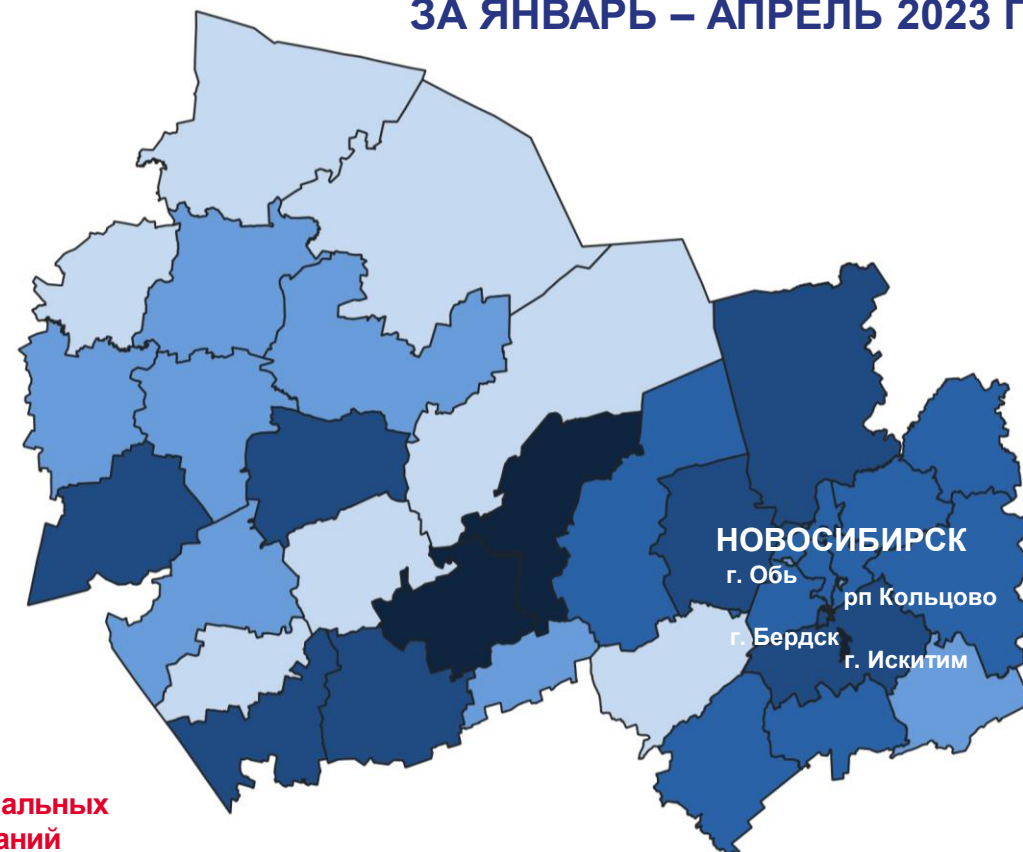 ЗА ЯНВАРЬ – АПРЕЛЬ 2023 Г
НОВОСИБИРСК
г. Обь
рп Кольцово
г. Бердск
г. Искитим
альных
аний